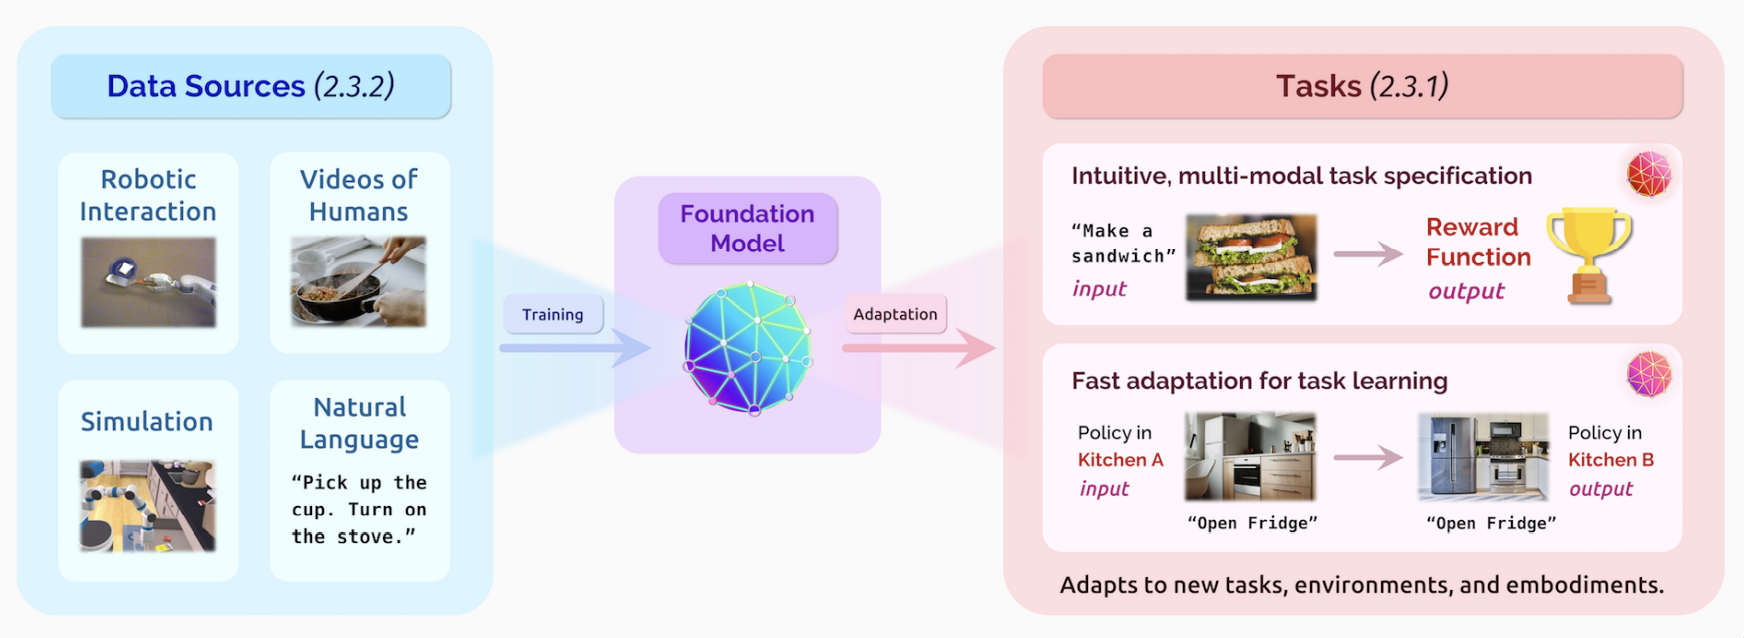 Data Sources (2.3.2)
Robotic
Interaction
Videos of
Humans
Simulation
Natural
Language
“Pick up the
cup. Turn on
the stove.”
Training
Foundation
Model
Adaptation
Tasks (2.3.1)
Intuitive, multi-modal task specification
“Make a
sandwich”
input
Reward
Function
output
Fast adaptation for task learning
Policy in
Kitchen A
input
“Open Fridge”
Policy in
Kitchen B
output
“Open Fridge”
Adapts to new tasks, environments, and embodiments.